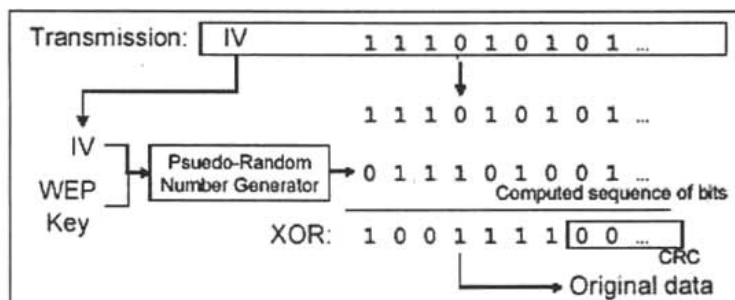 Transmission: IV 1 1 1 0 1 0 1 0 1 ...
1 1 1 0 1 0 1 0 1 ...
IV
WEP
Key
Psuedo-Random
Number Generator
0 1 1 1 0 1 0 0 1 ...
Computed sequence of bits
XOR: 1 0 0 1 1 1 1 0 0 ...
CRC
Original data